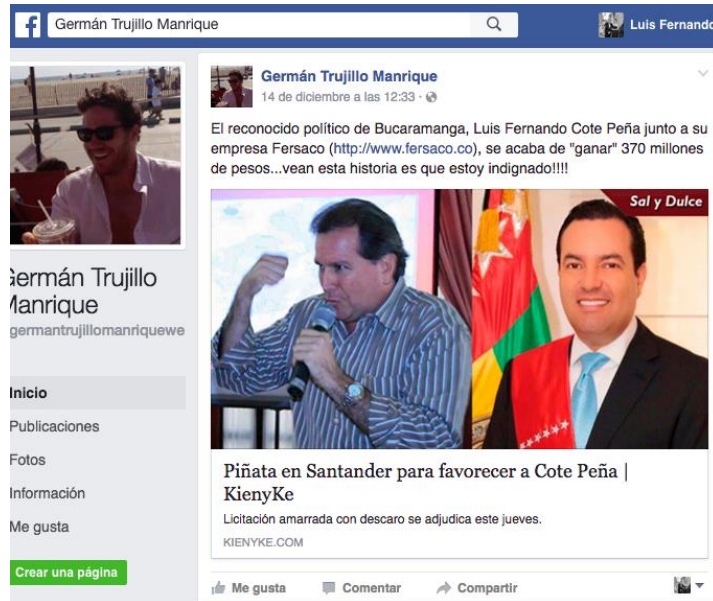 f
Germán Trujillo Manrique
Luis Fernando
Germán Trujillo Manrique
14 de diciembre a las 12:33 ·
El reconocido político de Bucaramanga, Luis Fernando Cote Peña junto a su
empresa Fersaco (http://www.fersaco.co), se acaba de "ganar" 370 millones
de pesos...vean esta historia es que estoy indignado!!!!
Sal y Dulce
Piñata en Santander para favorecer a Cote Peña |
KienyKe
Licitación amarrada con descaro se adjudica este jueves.
KIENYKE.COM
Me gusta
Comentar
Compartir
Germán Trujillo
Manrique
germantrujillomanriquewe
Inicio
Publicaciones
Fotos
Información
Me gusta
Crear una página